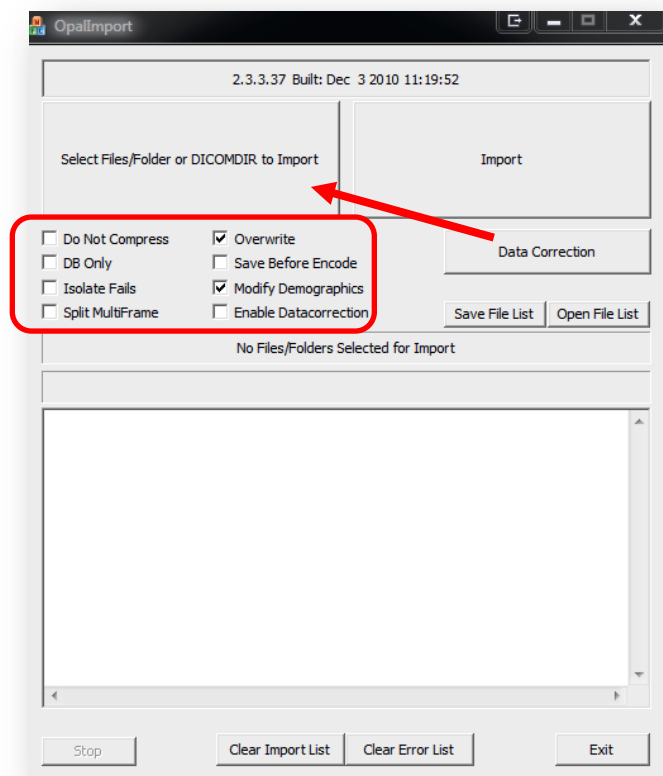 OpalImport
2.3.3.37 Built: Dec 3 2010 11:19:52
Select Files/Folder or DICOMDIR to Import
Import
Do Not Compress
Overwrite
DB Only
Save Before Encode
Data Correction
Isolate Fails
Modify Demographics
Split MultiFrame
Enable Datacorrection
Save File List
Open File List
No Files/Folders Selected for Import
Stop
Clear Import List
Clear Error List
Exit